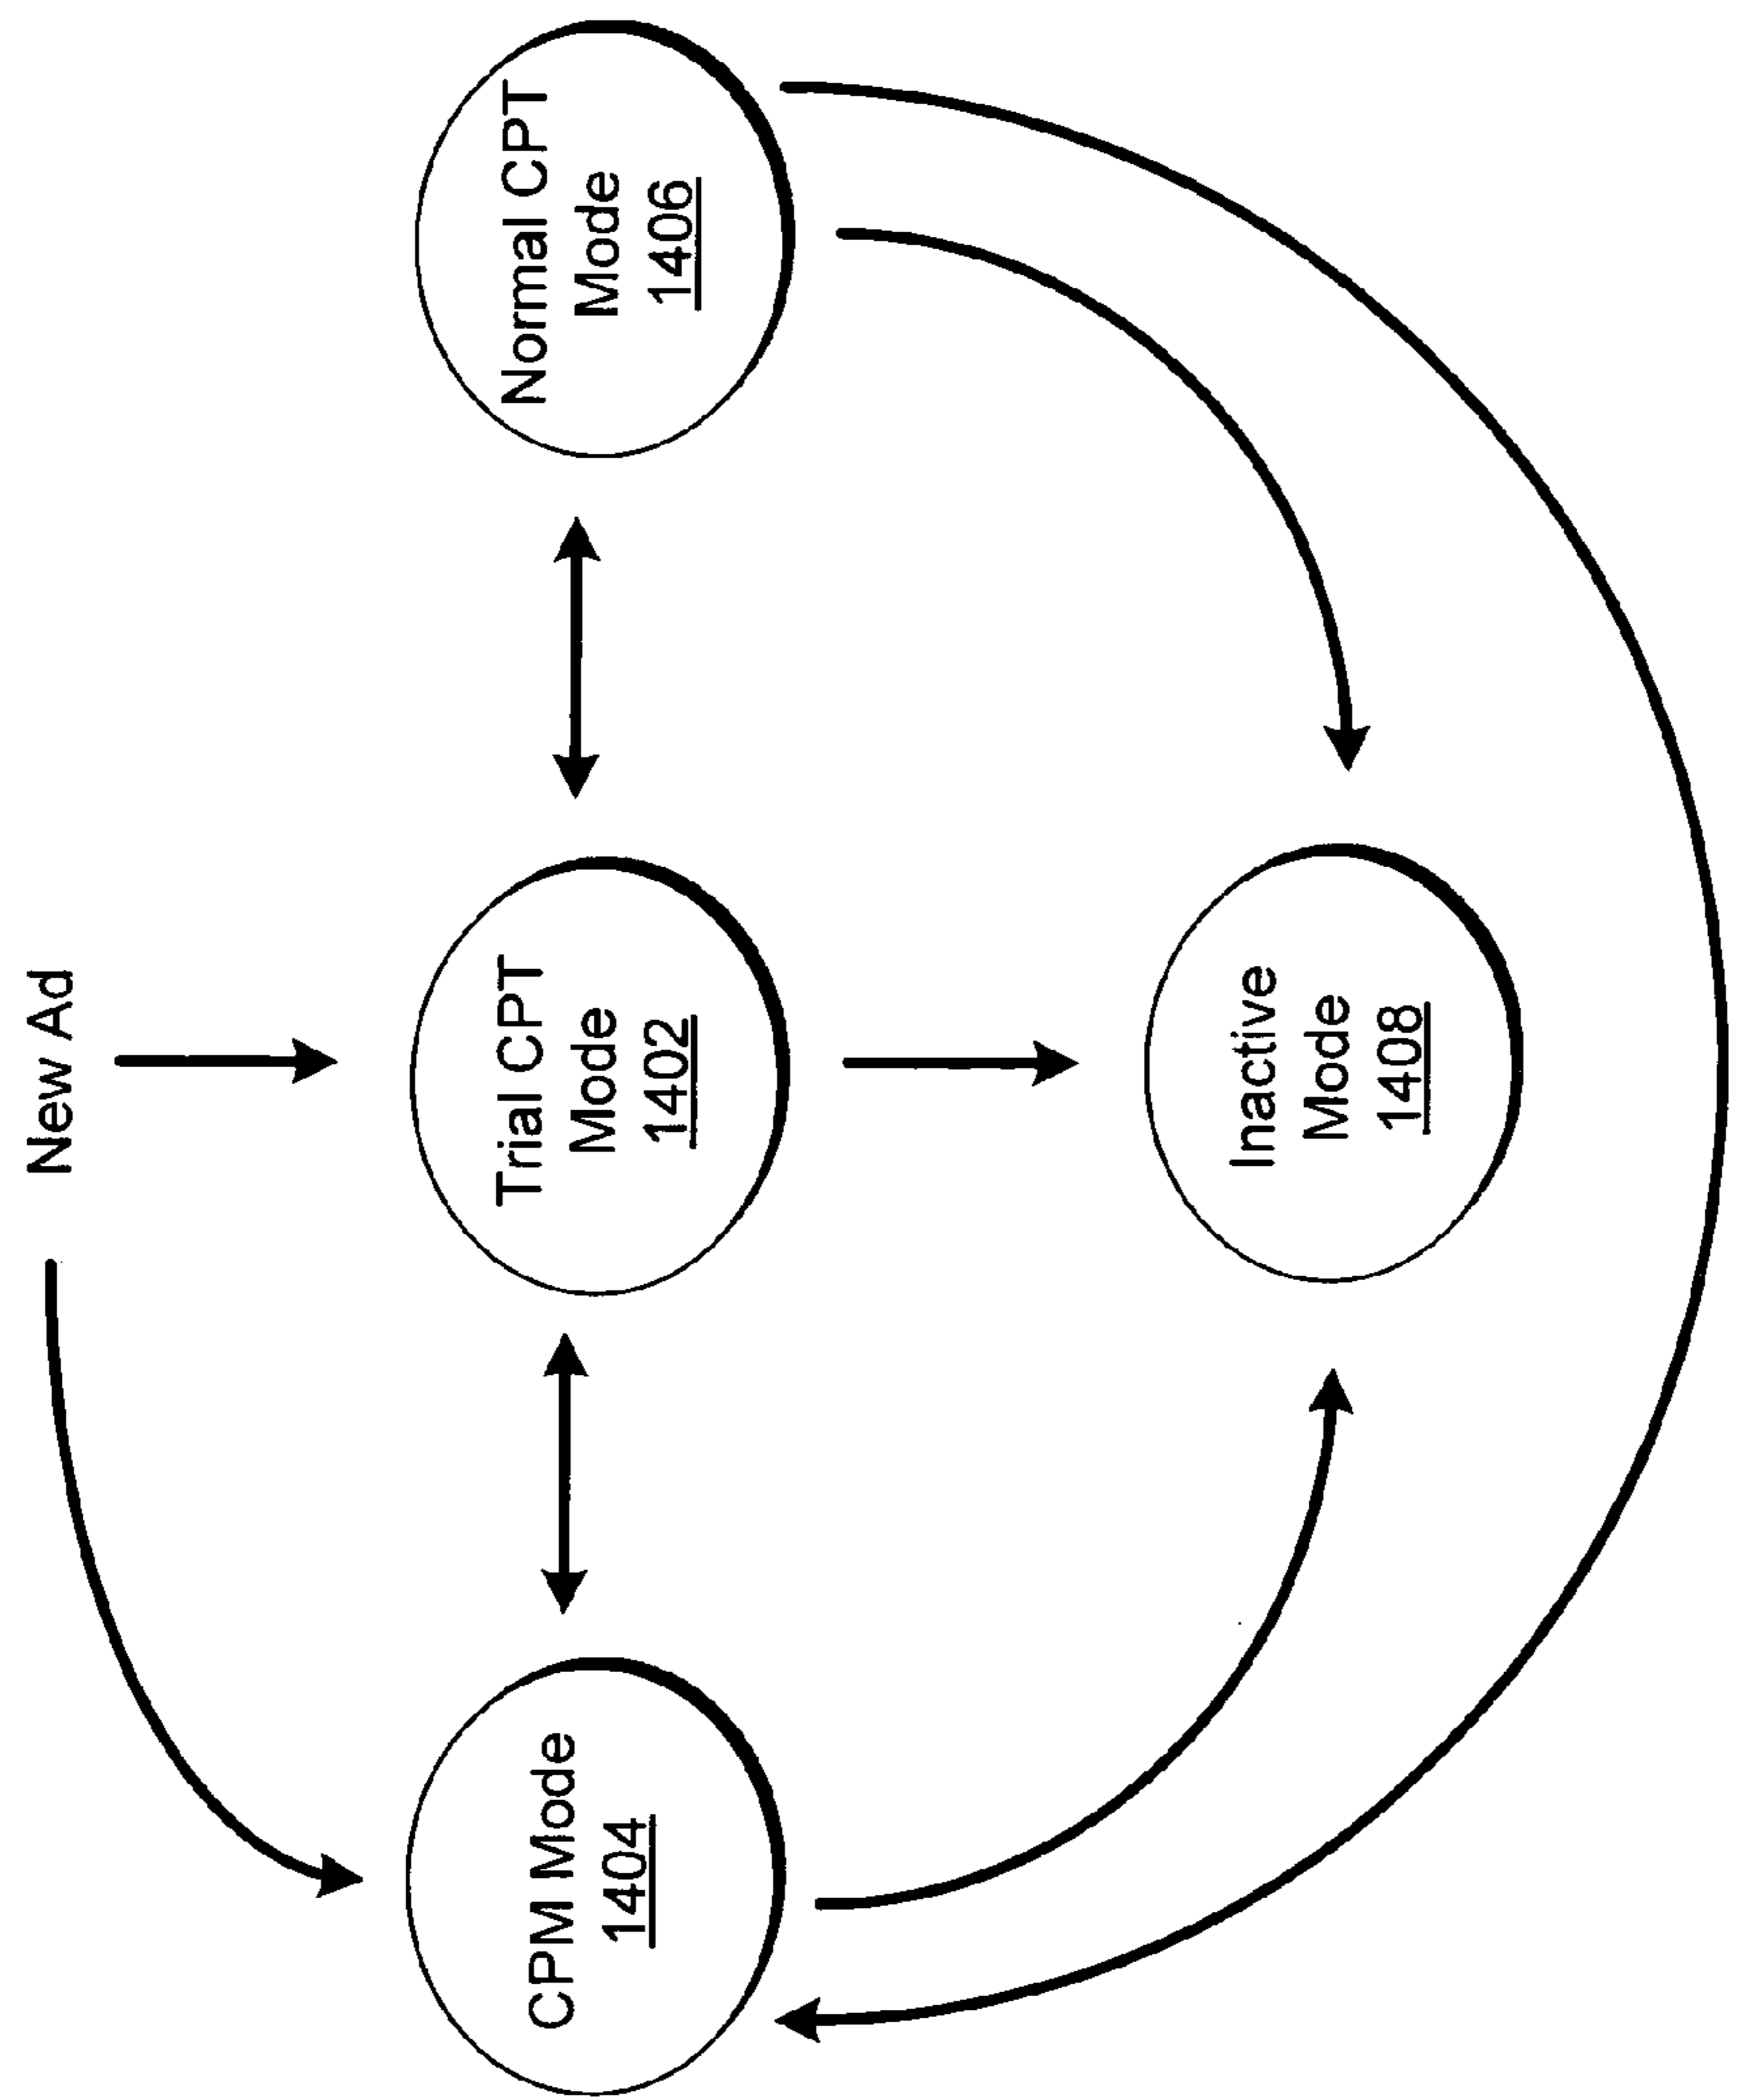 New Ad
CPM Mode
1404
Trial CPT
Mode
1402
Normal CPT
Mode
1406
Inactive
Mode
1408